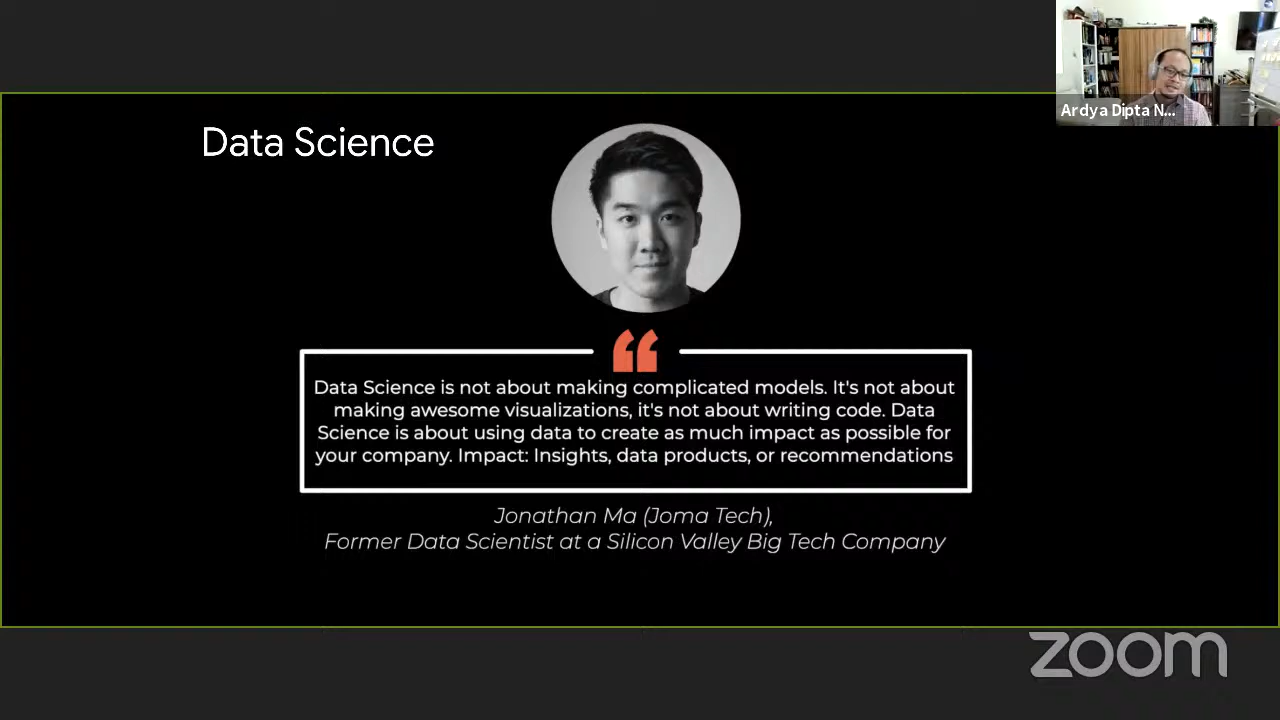 Ardya Dipta N...
Data Science
Data Science is not about making complicated models. It's not about
making awesome visualizations, it's not about writing code. Data
Science is about using data to create as much impact as possible for
your company. Impact: Insights, data products, or recommendations
Jonathan Ma (Joma Tech),
Former Data Scientist at a Silicon Valley Big Tech Company
zoom